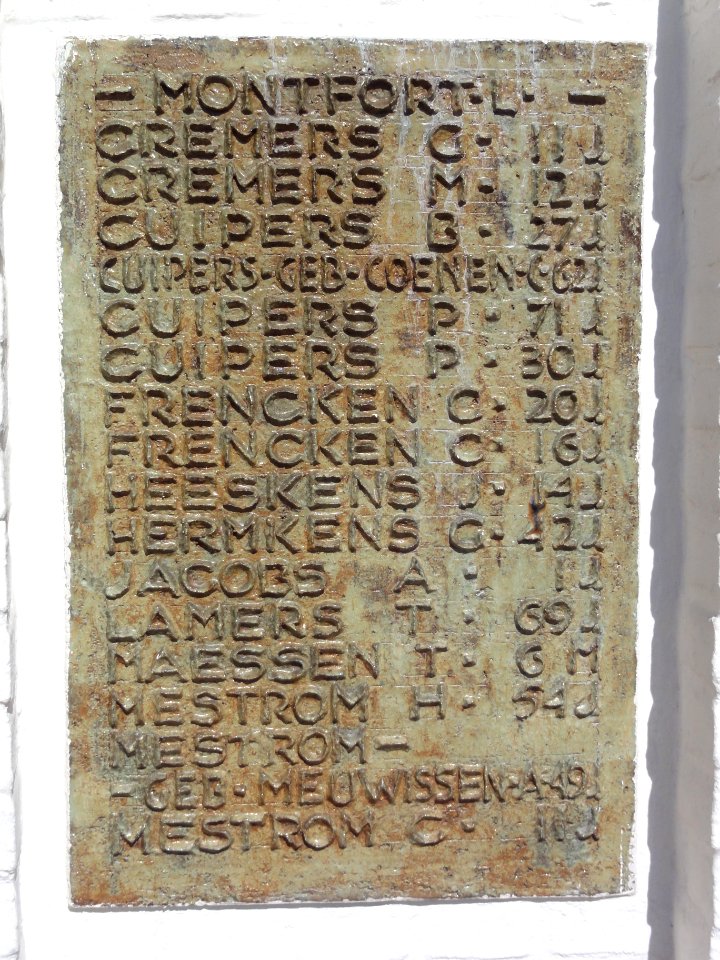 - MONTFORT·L· -
CREMERS G· 11 J
CREMERS M· 12 J
CUIPERS B· 27 J
CUIPERS-GEB·COENEN-C·62 J
CUIPERS P· 71 J
CUIPERS P· 30 J
FRENCKEN C· 20 J
FRENCKEN C· 16 J
HEESKENS J· 14 J
HERMKENS G· 42 J
JACOBS A· 1 J
LAMERS T· 69 J
MAESSEN T· 6 M
MESTROM H· 54 J
MESTROM -
-GEB·MEUWISSEN·A·49 J
MESTROM C· J